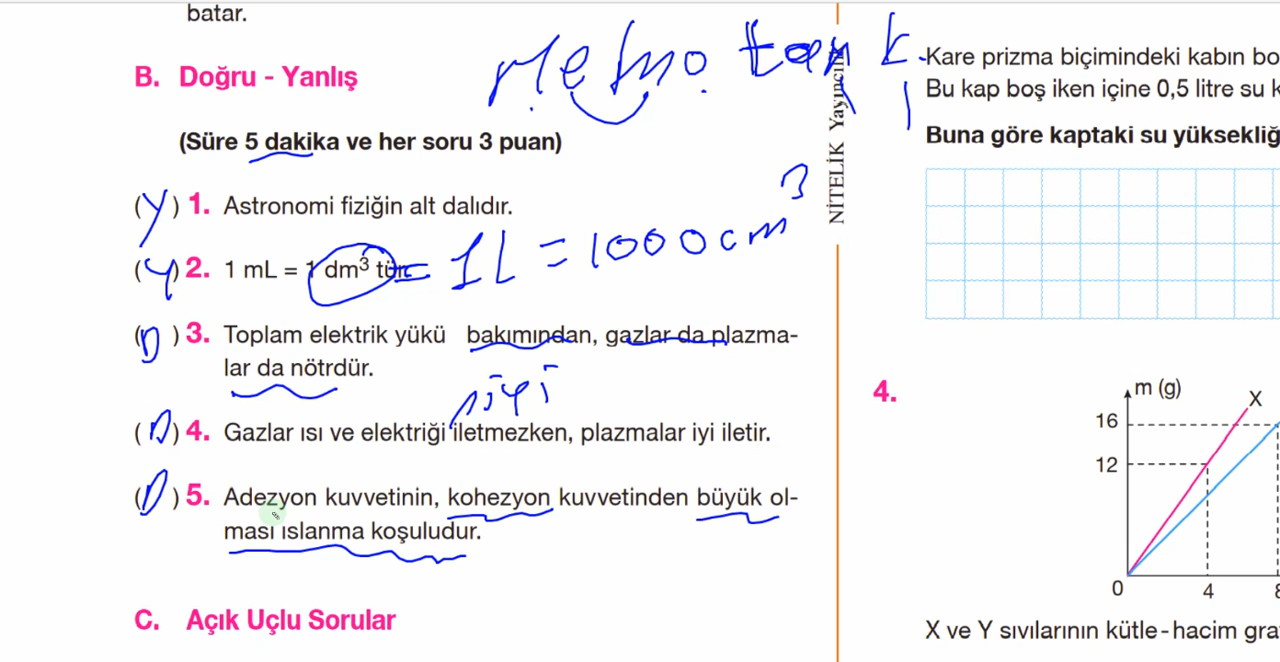 batar.
B. Doğru - Yanlış
(Süre 5 dakika ve her soru 3 puan)
(Y) 1. Astronomi fiziğin alt dalıdır.
(Y) 2. 1 mL = 1 dm³ tür. = 1L = 1000cm³
(D) 3. Toplam elektrik yükü bakımından, gazlar da plazma-
lar da nötrdür.
iyi
(D) 4. Gazlar ısı ve elektriği iletmezken, plazmalar iyi iletir.
(D) 5. Adezyon kuvvetinin, kohezyon kuvvetinden büyük ol-
ması ıslanma koşuludur.
C. Açık Uçlu Sorular
NİTELİK Yayıncılık
Kare prizma biçimindeki kabın bo
Bu kap boş iken içine 0,5 litre su k
Buna göre kaptaki su yüksekliğ
4.
m (g)
X
16
12
0 4 8
X ve Y sıvılarının kütle-hacim gra